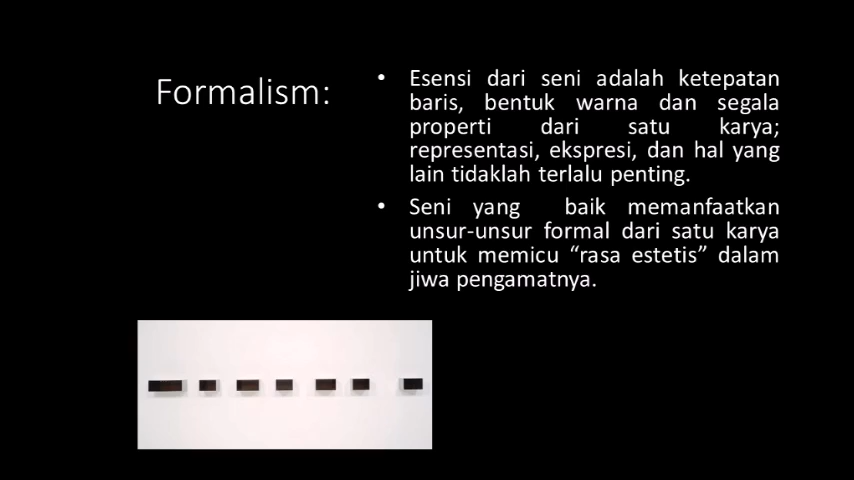 Formalism:
• Esensi dari seni adalah ketepatan
baris, bentuk warna dan segala
properti dari satu karya;
representasi, ekspresi, dan hal yang
lain tidaklah terlalu penting.
• Seni yang baik memanfaatkan
unsur-unsur formal dari satu karya
untuk memicu “rasa estetis” dalam
jiwa pengamatnya.